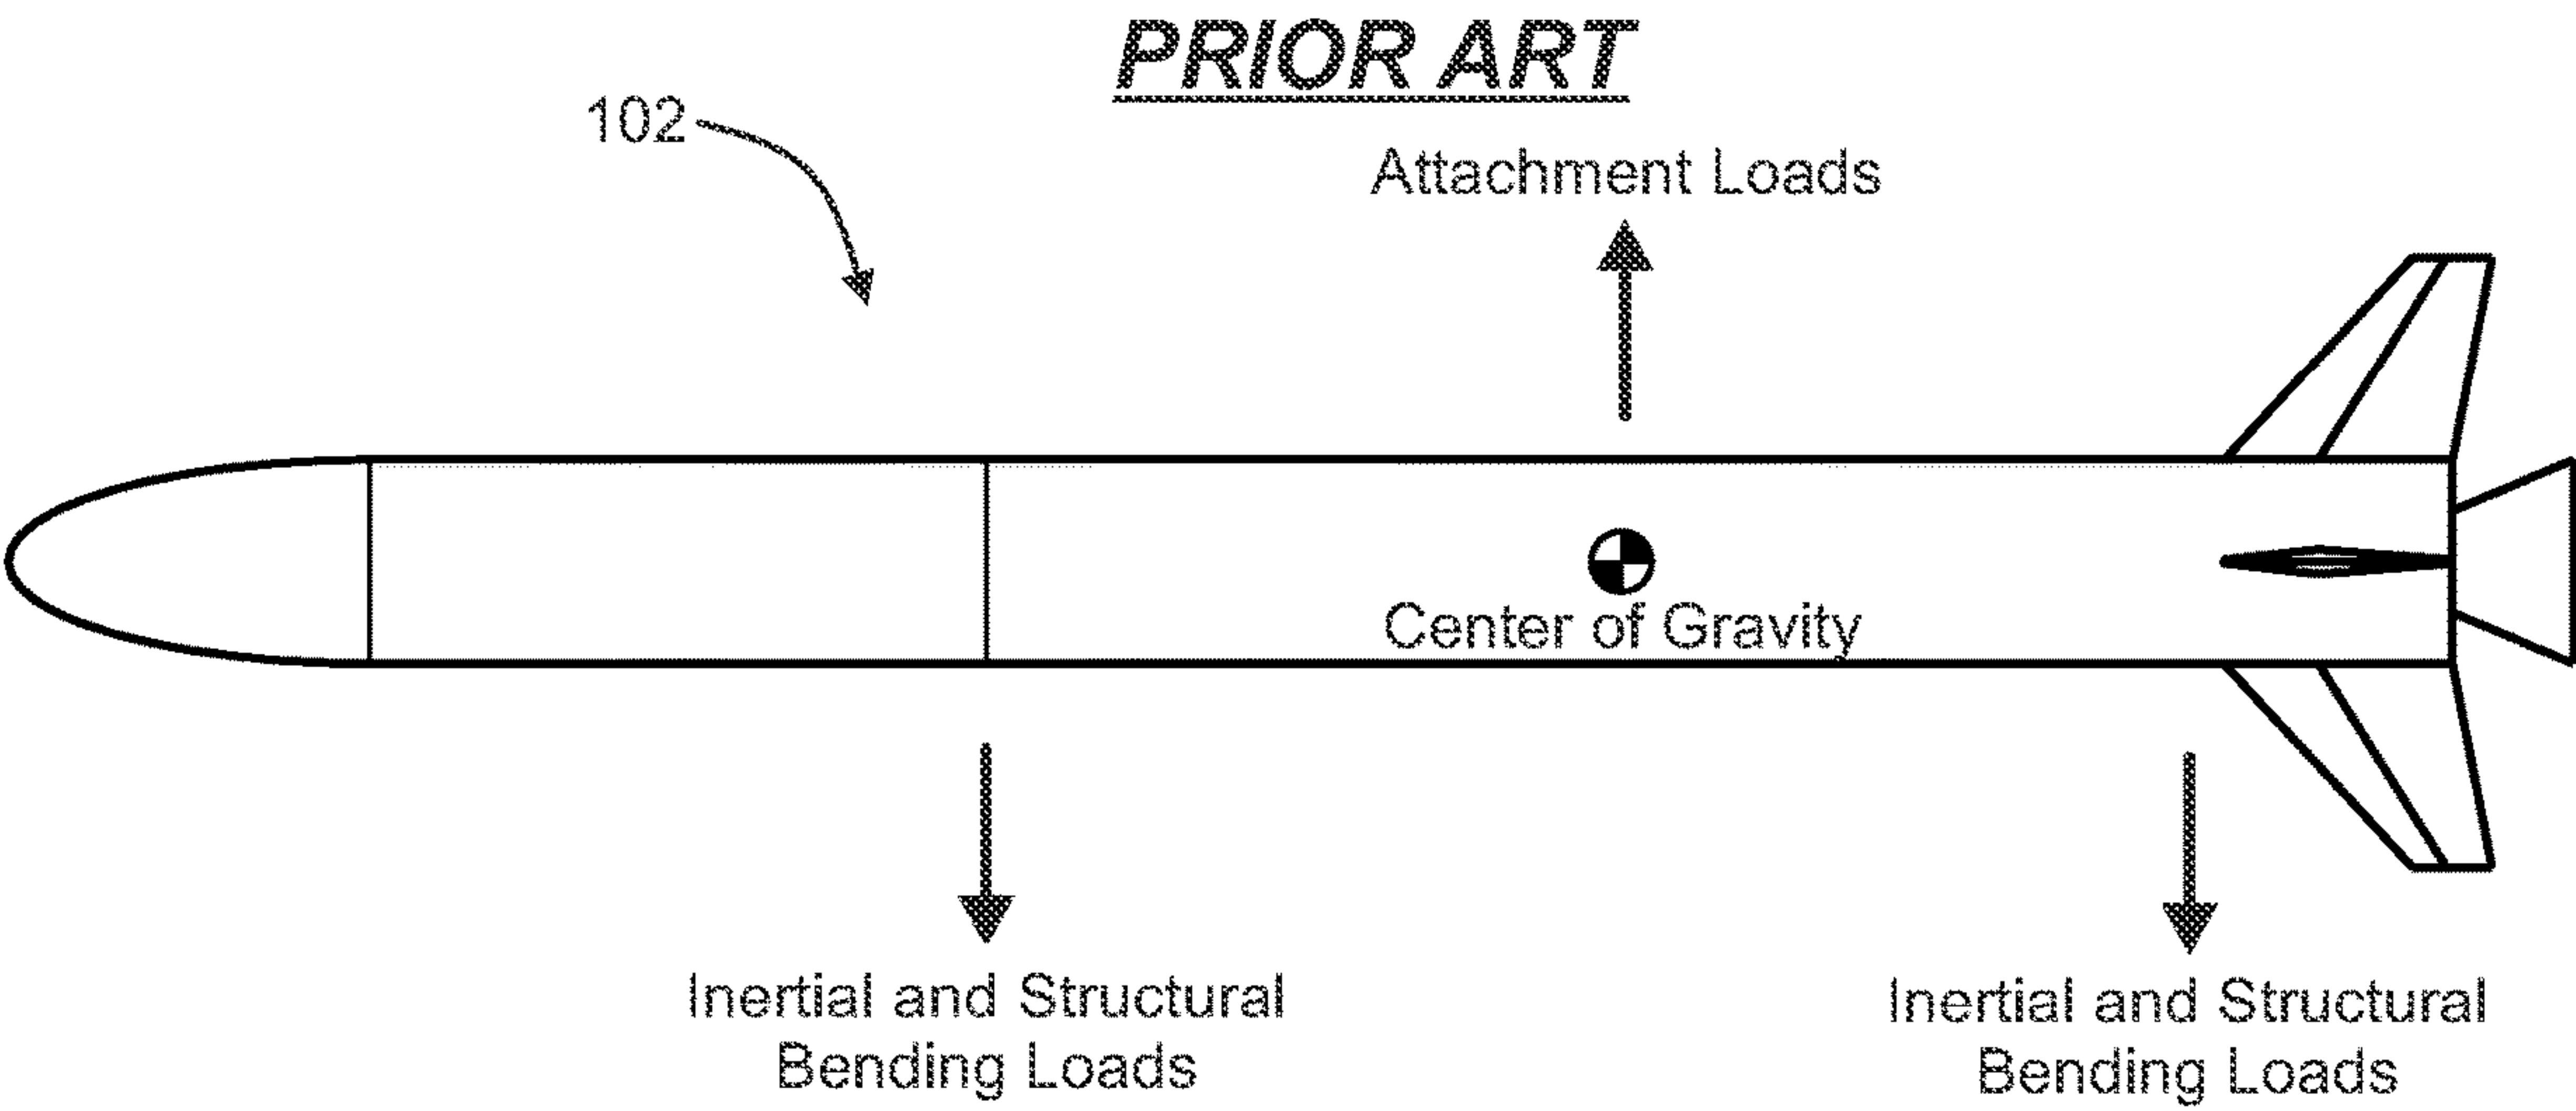 PRIOR ART
102
Attachment Loads
Center of Gravity
Inertial and Structural
Bending Loads
Inertial and Structural
Bending Loads